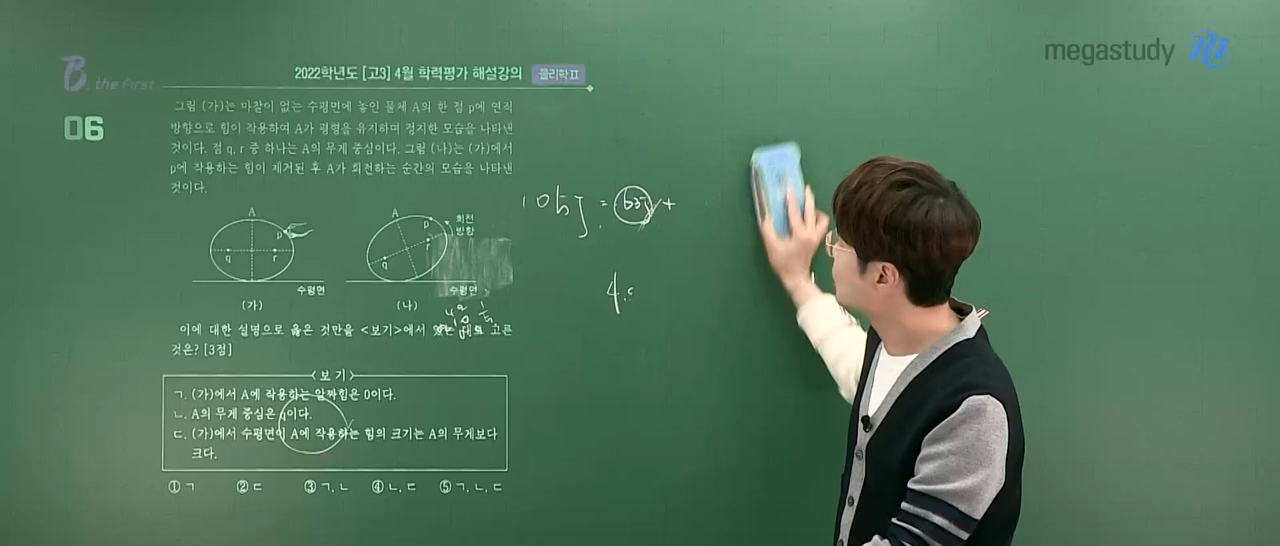 megastudy
B. the First
2022학년도 [고3] 4월 학력평가 해설강의 물리학Ⅱ
06
그림 (가)는 마찰이 없는 수평면에 놓인 물체 A의 한 점 p에 연직
방향으로 힘이 작용하여 A가 평형을 유지하며 정지한 모습을 나타낸
것이다. 점 q, r 중 하나는 A의 무게 중심이다. 그림 (나)는 (가)에서
p에 작용하는 힘이 제거된 후 A가 회전하는 순간의 모습을 나타낸
것이다.
A
p
q
r
수평면
(가)
A
p
회전
방향
r
q
수평면
(나)
이에 대한 설명으로 옳은 것만을 <보기>에서 있는 대로 고른
것은? [3점]
<보 기>
ㄱ. (가)에서 A에 작용하는 알짜힘은 0이다.
ㄴ. A의 무게 중심은 q이다.
ㄷ. (가)에서 수평면이 A에 작용하는 힘의 크기는 A의 무게보다
크다.
① ㄱ ② ㄷ ③ ㄱ, ㄴ ④ ㄴ, ㄷ ⑤ ㄱ, ㄴ, ㄷ